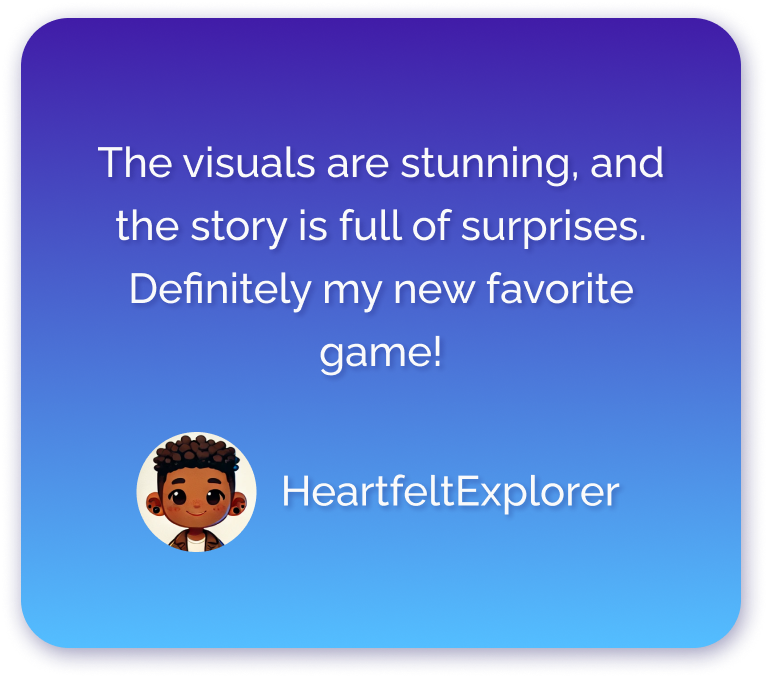 The visuals are stunning, and
the story is full of surprises.
Definitely my new favorite
game!
HeartfeltExplorer